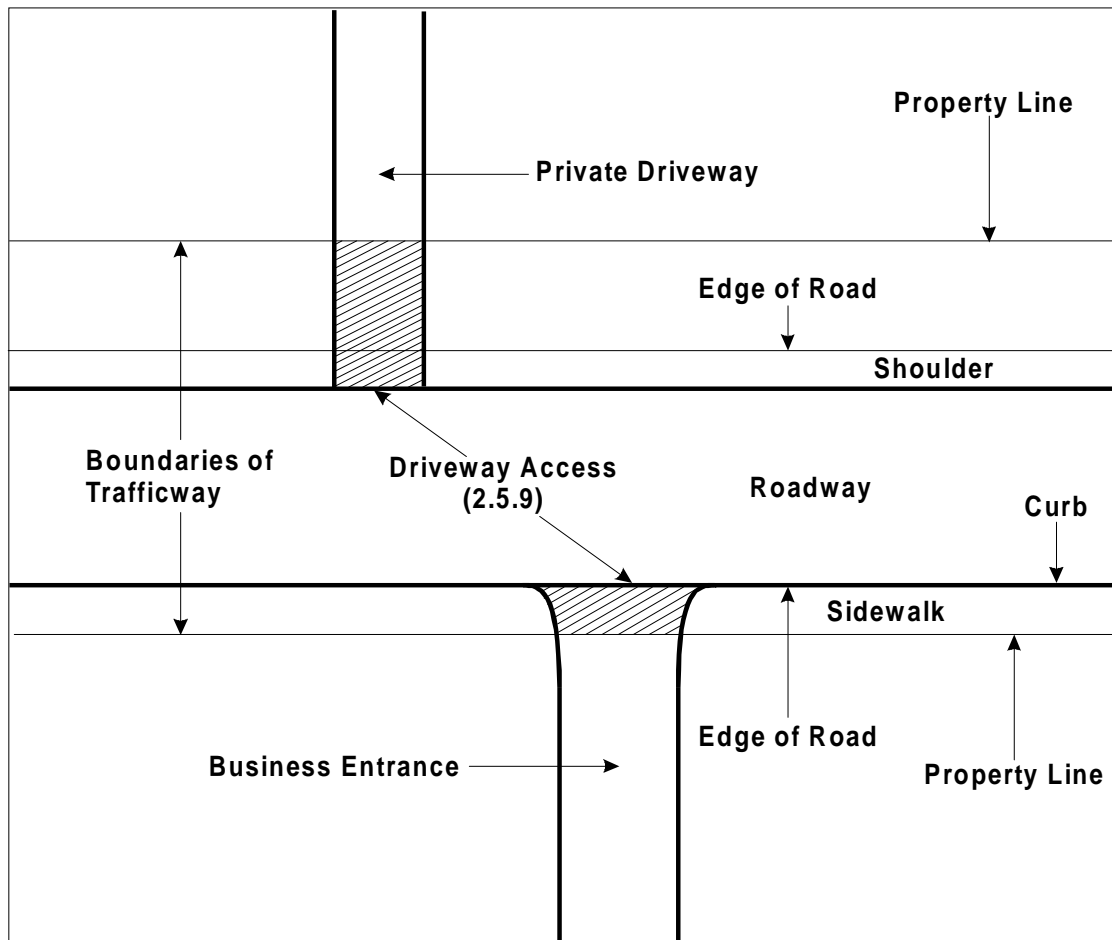 Property Line
Private Driveway
Edge of Road
Shoulder
Boundaries of
Trafficway
Driveway Access
(2.5.9)
Roadway
Curb
Sidewalk
Edge of Road
Business Entrance
Property Line